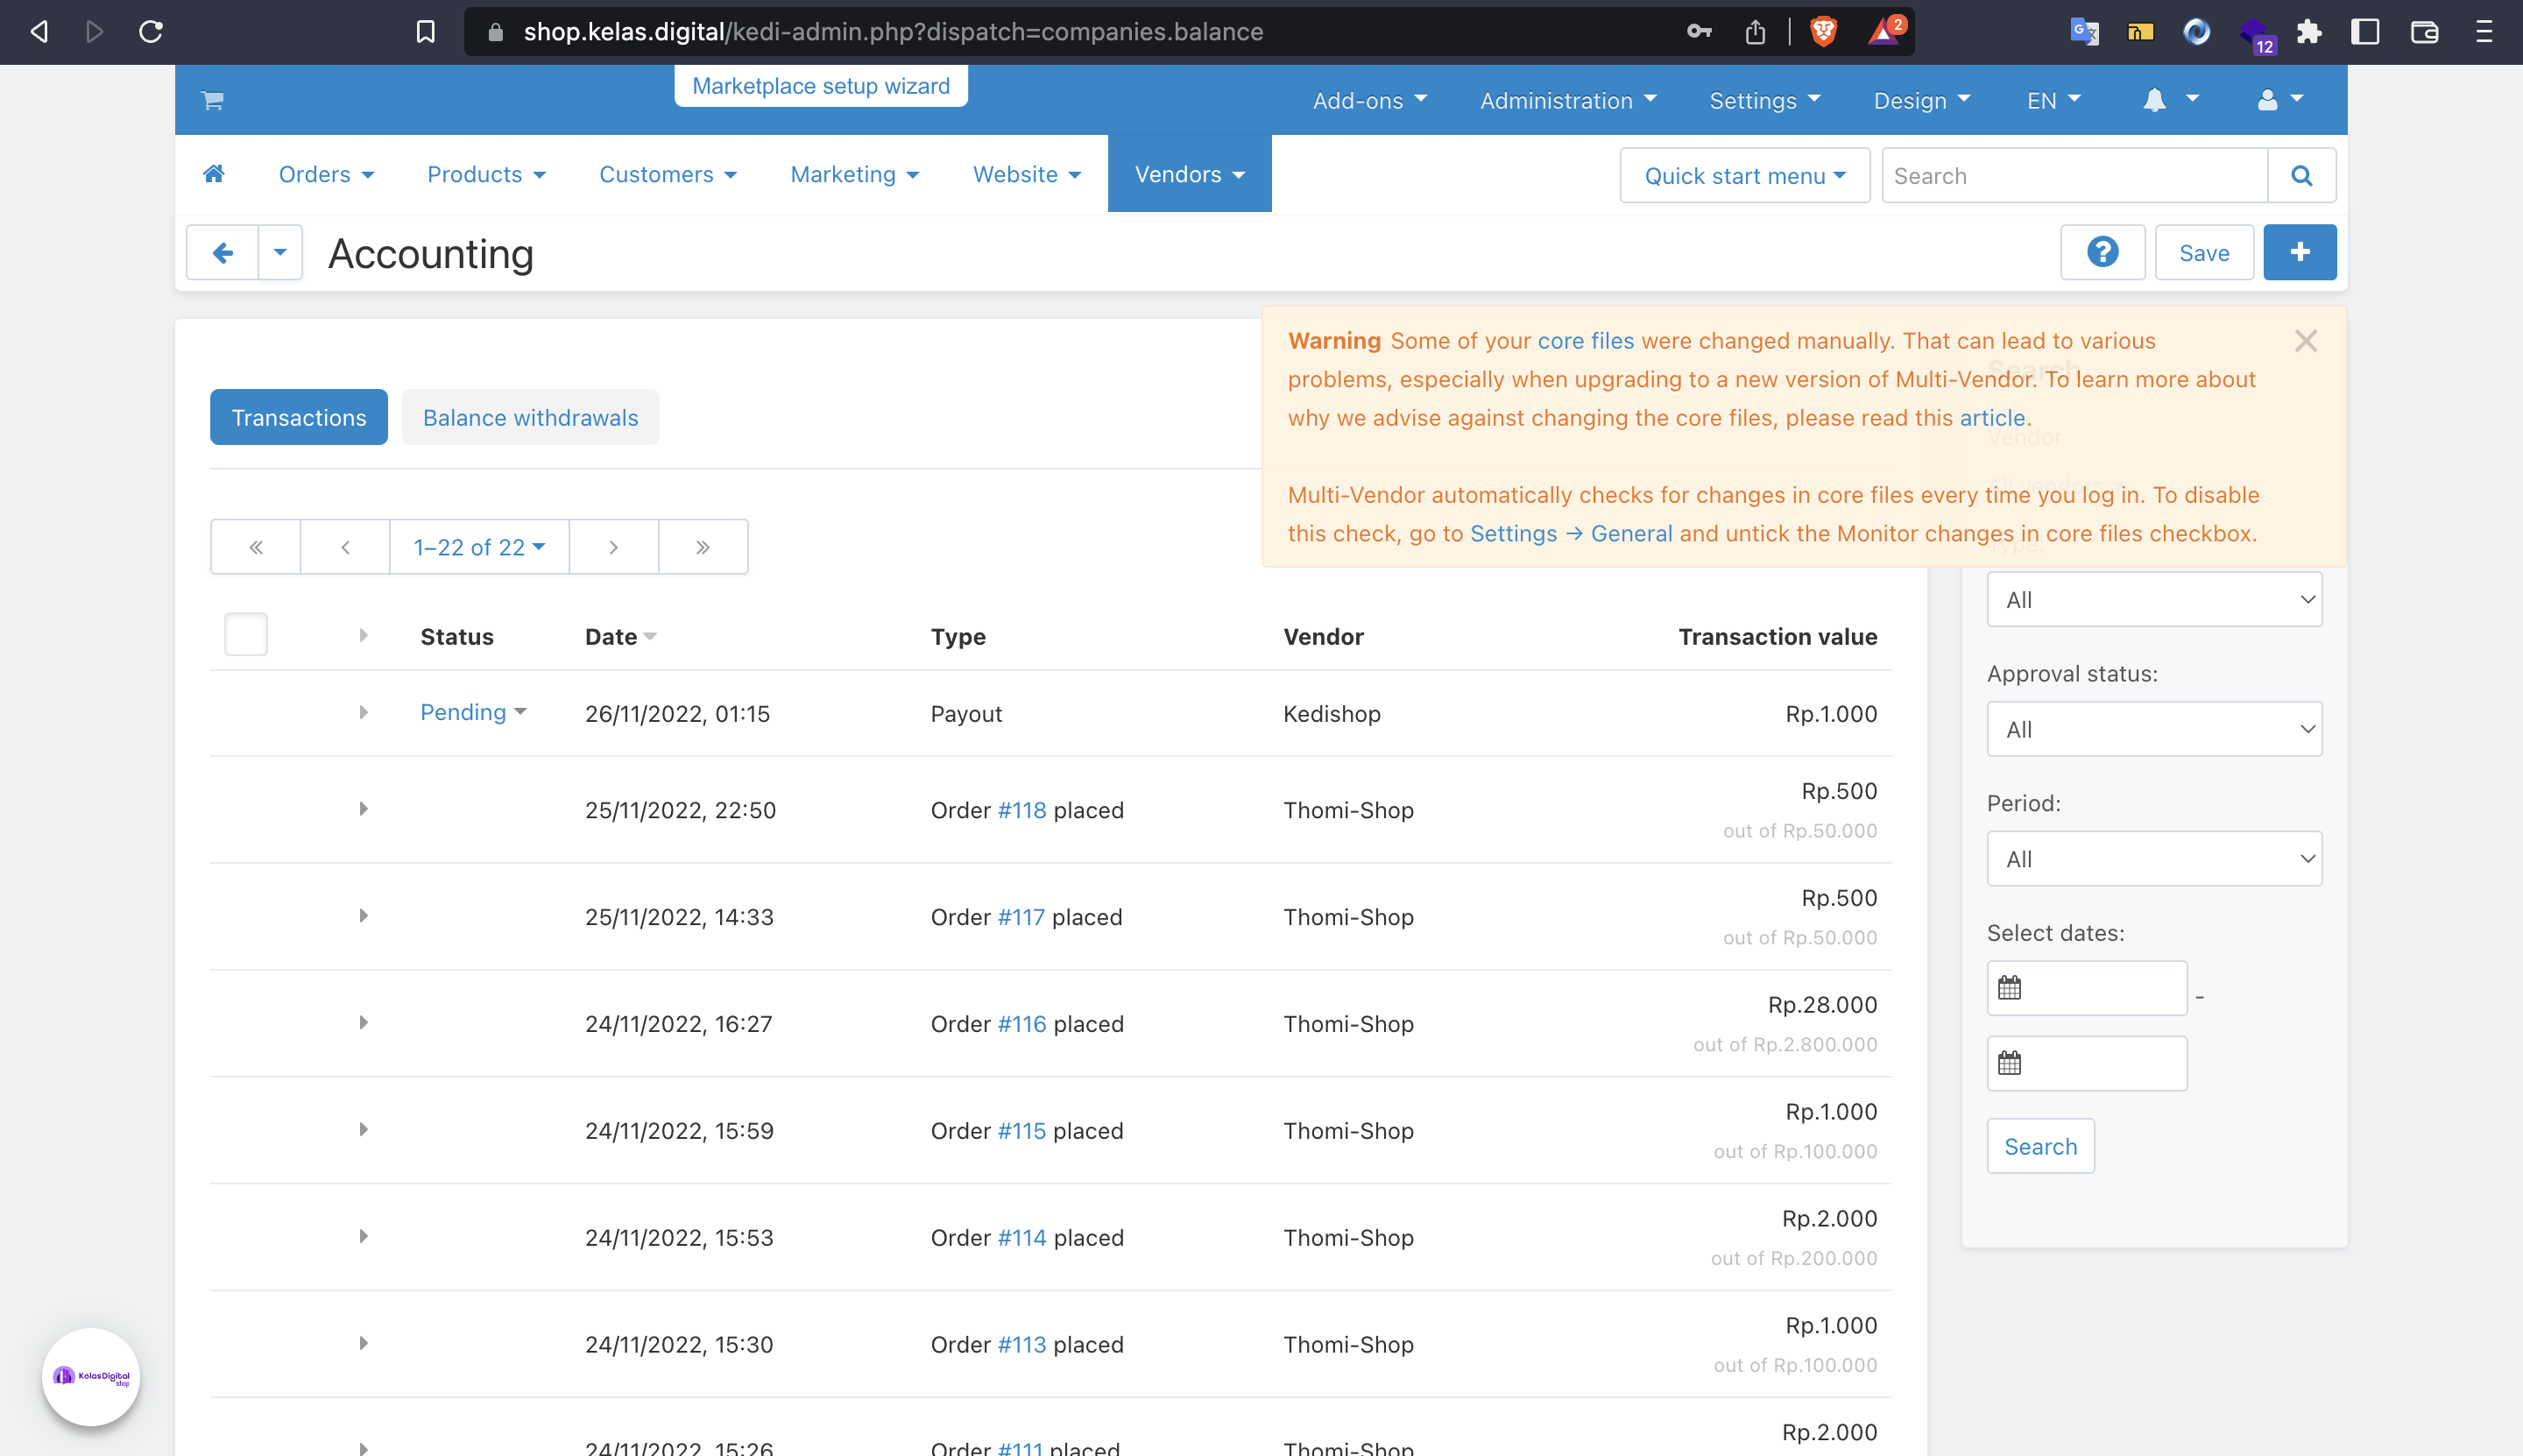 shop.kelas.digital/kedi-admin.php?dispatch=companies.balance
2
12
Marketplace setup wizard
Add-ons
Administration
Settings
Design
EN
Orders
Products
Customers
Marketing
Website
Vendors
Quick start menu
Search
Accounting
?
Save
+
Warning Some of your core files were changed manually. That can lead to various
problems, especially when upgrading to a new version of Multi-Vendor. To learn more about
why we advise against changing the core files, please read this article.
Multi-Vendor automatically checks for changes in core files every time you log in. To disable
this check, go to Settings → General and untick the Monitor changes in core files checkbox.
Transactions
Balance withdrawals
« ‹ 1–22 of 22 › »
Status Date Type Vendor Transaction value
Pending 26/11/2022, 01:15 Payout Kedishop Rp.1.000
25/11/2022, 22:50 Order #118 placed Thomi-Shop Rp.500
out of Rp.50.000
25/11/2022, 14:33 Order #117 placed Thomi-Shop Rp.500
out of Rp.50.000
24/11/2022, 16:27 Order #116 placed Thomi-Shop Rp.28.000
out of Rp.2.800.000
24/11/2022, 15:59 Order #115 placed Thomi-Shop Rp.1.000
out of Rp.100.000
24/11/2022, 15:53 Order #114 placed Thomi-Shop Rp.2.000
out of Rp.200.000
24/11/2022, 15:30 Order #113 placed Thomi-Shop Rp.1.000
out of Rp.100.000
24/11/2022, 15:26 Order #111 placed Thomi-Shop Rp.2.000
Search
Vendor
All vendors
Type:
All
Approval status:
All
Period:
All
Select dates:
-
Search
KolasDigital
shop